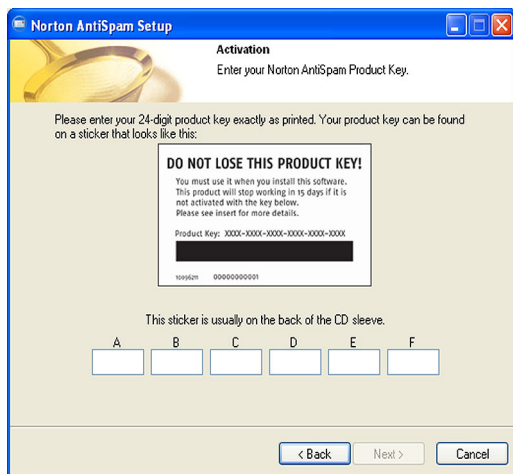 Norton AntiSpam Setup
Activation
Enter your Norton AntiSpam Product Key.
Please enter your 24-digit product key exactly as printed. Your product key can be found
on a sticker that looks like this:
DO NOT LOSE THIS PRODUCT KEY!
You must use it when you install this software.
This product will stop working in 15 days if it is
not activated with the key below.
Please see insert for more details.
Product Key: XXXX-XXXX-XXXX-XXXX-XXXX-XXXX
10096211 00000000001
This sticker is usually on the back of the CD sleeve.
A B C D E F
< Back Next > Cancel